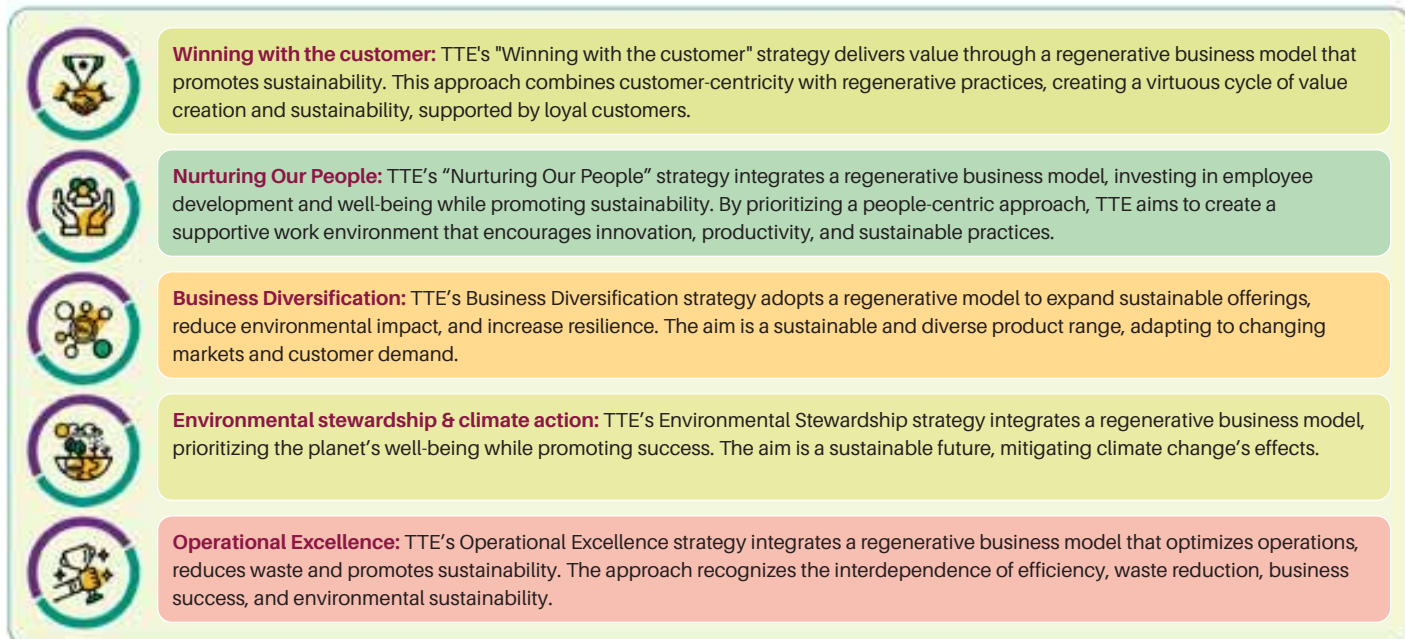 Winning with the customer: TTE's "Winning with the customer" strategy delivers value through a regenerative business model that
promotes sustainability. This approach combines customer-centricity with regenerative practices, creating a virtuous cycle of value
creation and sustainability, supported by loyal customers.
Nurturing Our People: TTE’s “Nurturing Our People” strategy integrates a regenerative business model, investing in employee
development and well-being while promoting sustainability. By prioritizing a people-centric approach, TTE aims to create a
supportive work environment that encourages innovation, productivity, and sustainable practices.
Business Diversification: TTE’s Business Diversification strategy adopts a regenerative model to expand sustainable offerings,
reduce environmental impact, and increase resilience. The aim is a sustainable and diverse product range, adapting to changing
markets and customer demand.
Environmental stewardship & climate action: TTE’s Environmental Stewardship strategy integrates a regenerative business model,
prioritizing the planet’s well-being while promoting success. The aim is a sustainable future, mitigating climate change’s effects.
Operational Excellence: TTE’s Operational Excellence strategy integrates a regenerative business model that optimizes operations,
reduces waste and promotes sustainability. The approach recognizes the interdependence of efficiency, waste reduction, business
success, and environmental sustainability.